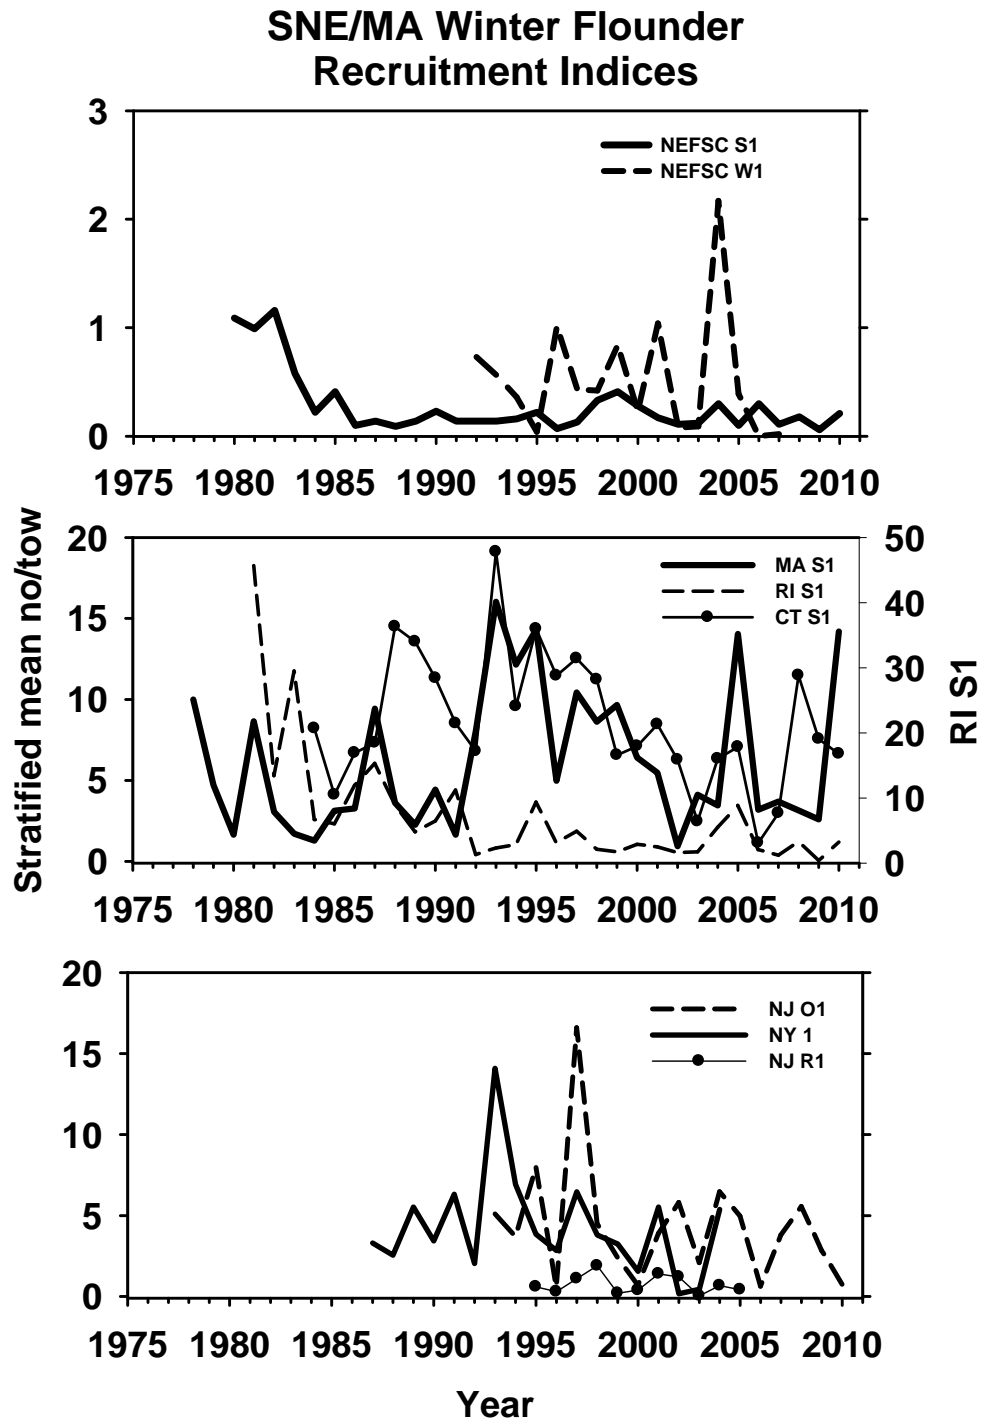 SNE/MA Winter Flounder
Recruitment Indices
3
2
1
0
NEFSC S1
NEFSC W1
1975 1980 1985 1990 1995 2000 2005 2010
Stratified mean no/tow
20
15
10
5
0
MA S1
RI S1
CT S1
50
40
30
20
10
0
RI S1
1975 1980 1985 1990 1995 2000 2005 2010
20
15
10
5
0
NJ O1
NY 1
NJ R1
1975 1980 1985 1990 1995 2000 2005 2010
Year